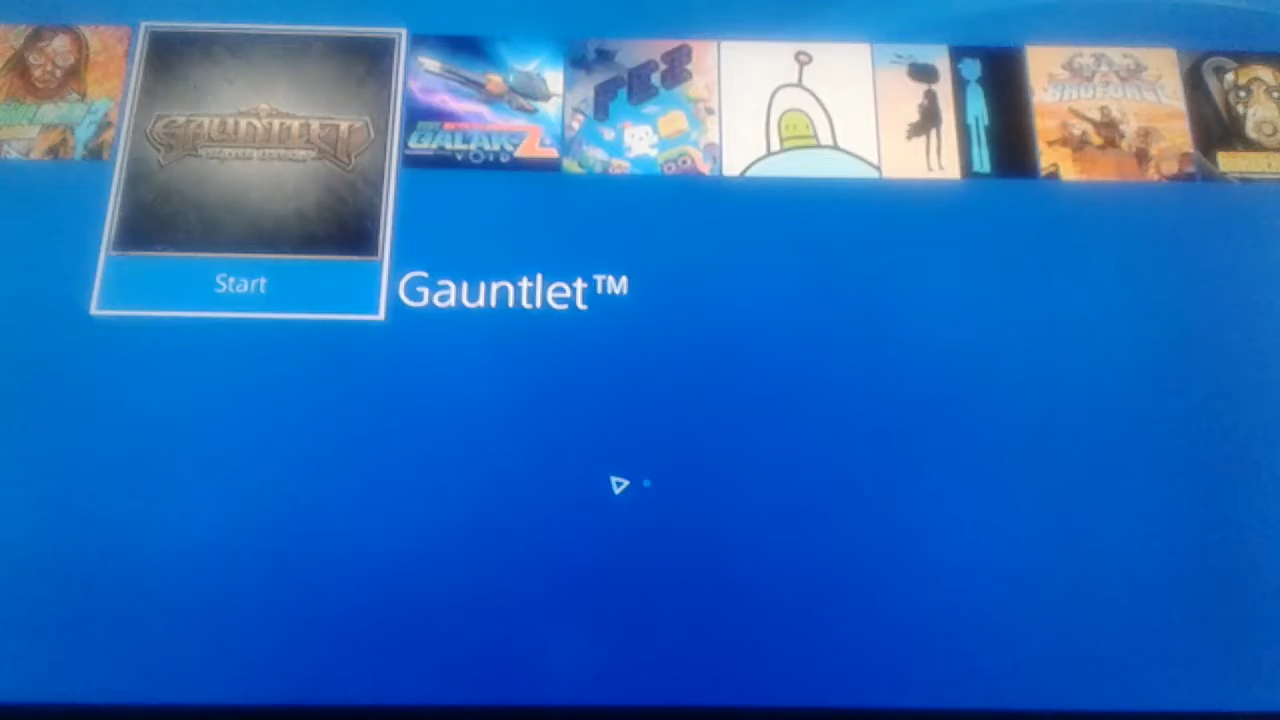 GAUNTLET
GALAK-Z
VOID
FEZ
BROFORCE
Start
Gauntlet™